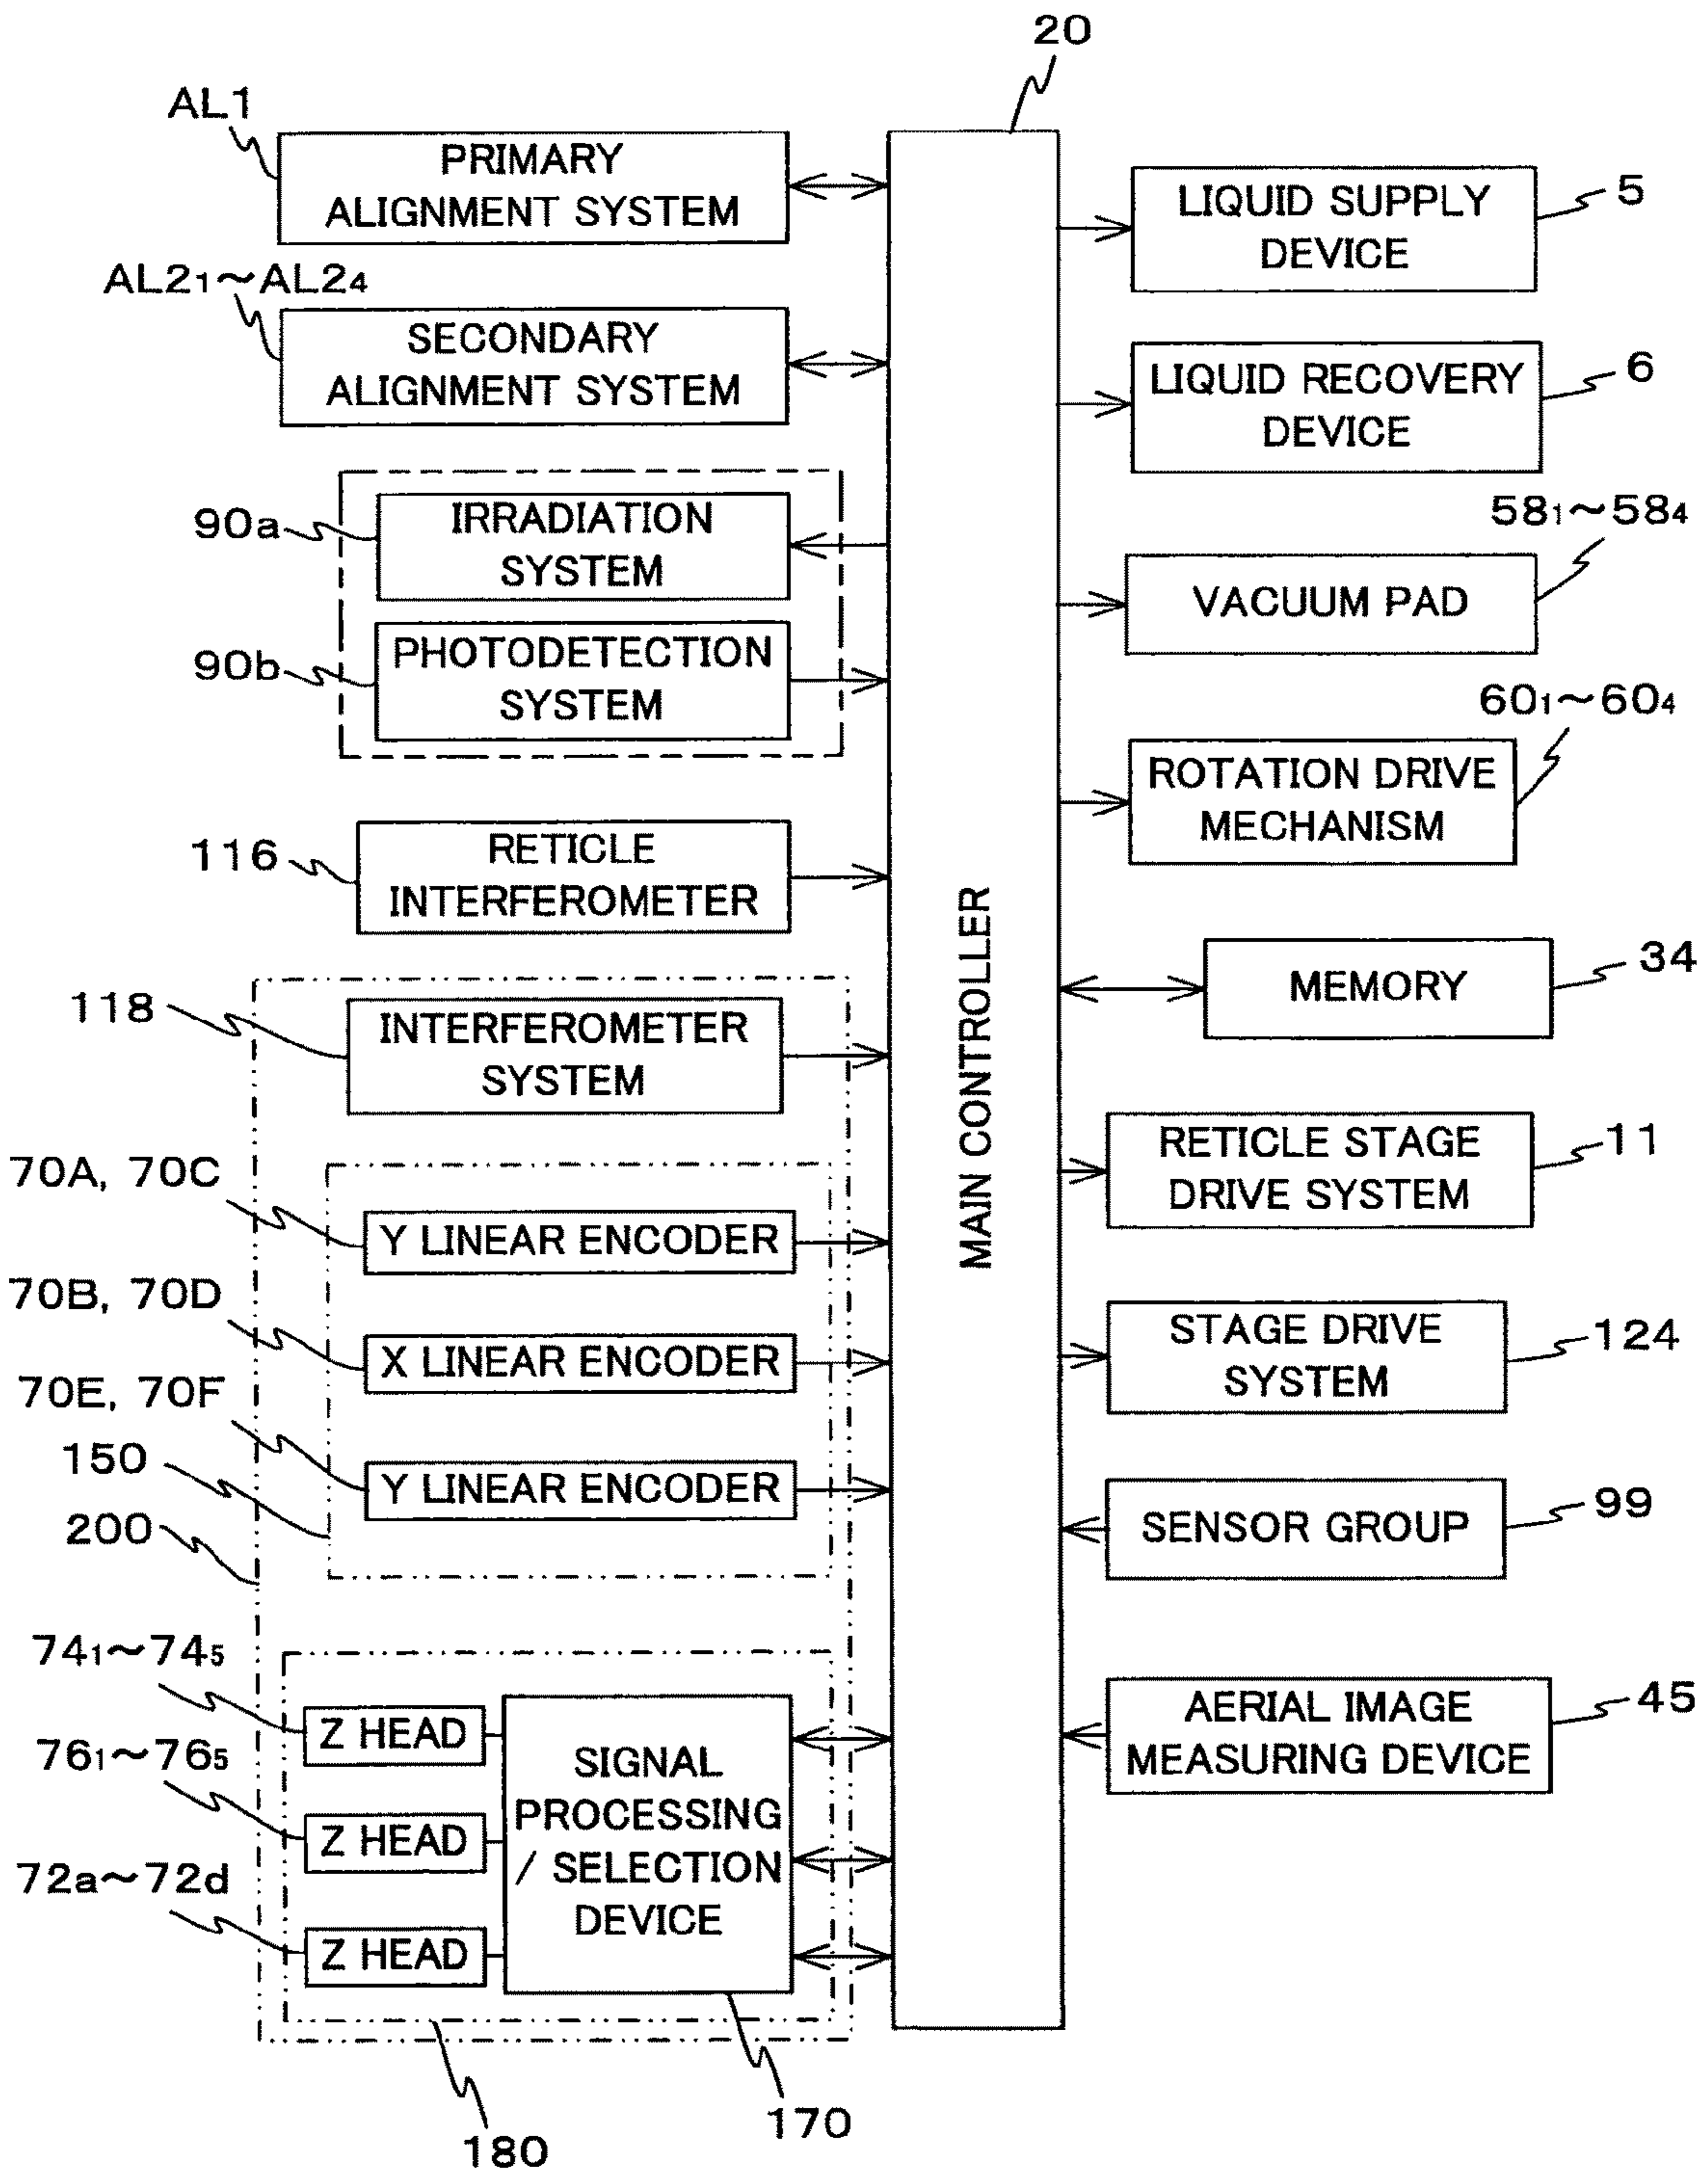 20
AL1
PRIMARY
ALIGNMENT SYSTEM
AL2₁～AL2₄
SECONDARY
ALIGNMENT SYSTEM
90a
IRRADIATION
SYSTEM
90b
PHOTODETECTION
SYSTEM
116
RETICLE
INTERFEROMETER
118
INTERFEROMETER
SYSTEM
70A, 70C
Y LINEAR ENCODER
70B, 70D
X LINEAR ENCODER
70E, 70F
Y LINEAR ENCODER
150
200
74₁～74₅
Z HEAD
76₁～76₅
Z HEAD
72a～72d
Z HEAD
SIGNAL
PROCESSING
/ SELECTION
DEVICE
170
180
MAIN CONTROLLER
LIQUID SUPPLY
DEVICE
5
LIQUID RECOVERY
DEVICE
6
58₁～58₄
VACUUM PAD
60₁～60₄
ROTATION DRIVE
MECHANISM
MEMORY
34
RETICLE STAGE
DRIVE SYSTEM
11
STAGE DRIVE
SYSTEM
124
SENSOR GROUP
99
AERIAL IMAGE
MEASURING DEVICE
45